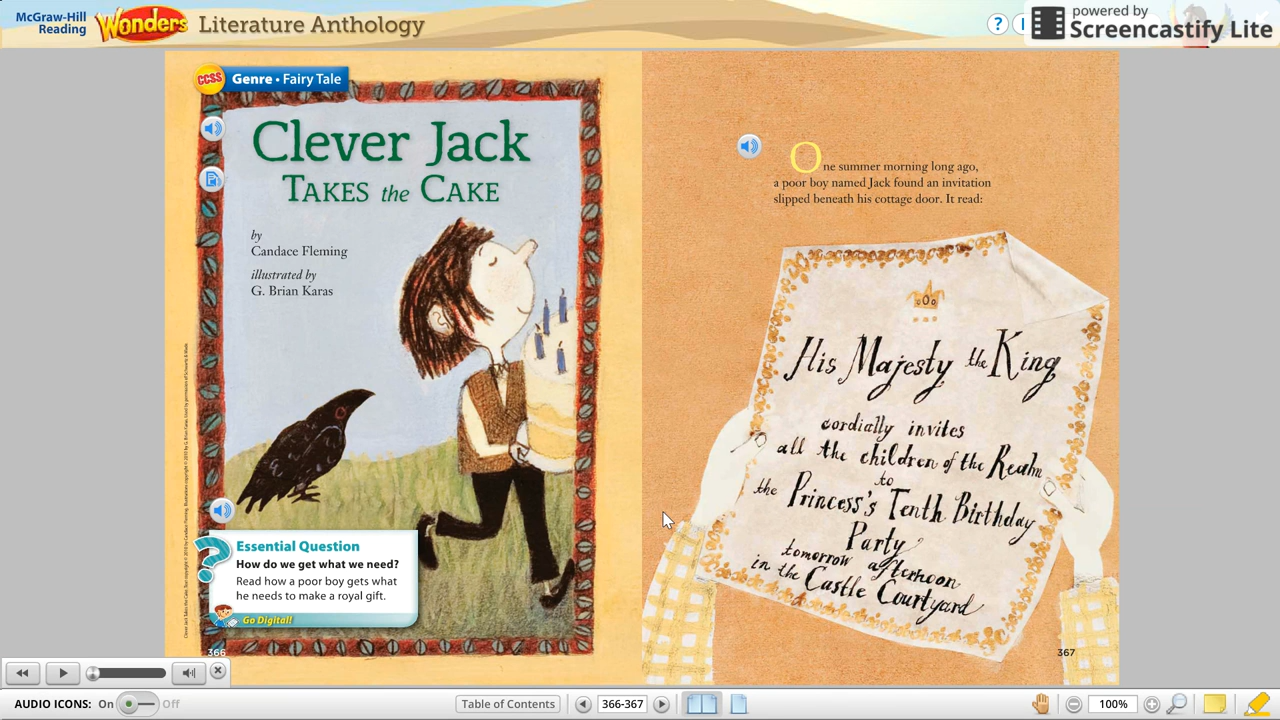 McGraw-Hill
Reading
Wonders
Literature Anthology
?
powered by
Screencastify Lite
CCSS
Genre • Fairy Tale
Clever Jack
TAKES the CAKE
by
Candace Fleming
illustrated by
G. Brian Karas
Essential Question
How do we get what we need?
Read how a poor boy gets what
he needs to make a royal gift.
Go Digital!
366
One summer morning long ago,
a poor boy named Jack found an invitation
slipped beneath his cottage door. It read:
His Majesty the King
cordially invites
all the children of the Realm
to
the Princess's Tenth Birthday
Party
tomorrow afternoon
in the Castle Courtyard
367
AUDIO ICONS: On Off
Table of Contents
366-367
100%